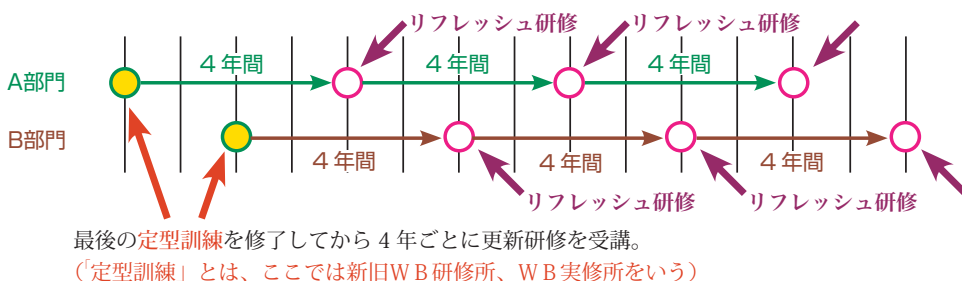 リフレッシュ研修
リフレッシュ研修
4年間
4年間
4年間
A部門
B部門
4年間
4年間
4年間
リフレッシュ研修
リフレッシュ研修
最後の定型訓練を修了してから 4 年ごとに更新研修を受講。
(「定型訓練」とは、ここでは新旧WB研修所、WB実修所をいう)